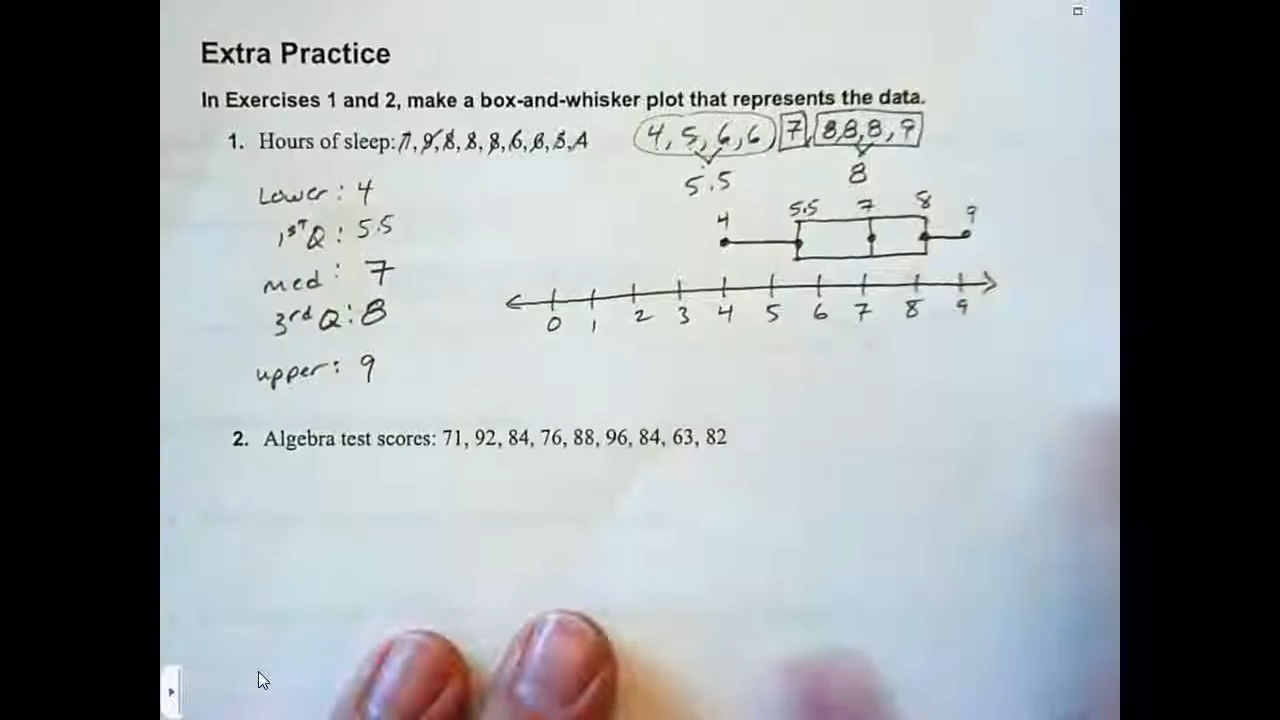 Extra Practice
In Exercises 1 and 2, make a box-and-whisker plot that represents the data.
1. Hours of sleep: 7, 9, 8, 8, 8, 6, 6, 5, 4
4, 5, 6, 6 7 8, 8, 8, 9
5.5 8
Lower: 4
1ST Q: 5.5
med: 7
3rd Q: 8
upper: 9
4 5.5 7 8 9
0 1 2 3 4 5 6 7 8 9
2. Algebra test scores: 71, 92, 84, 76, 88, 96, 84, 63, 82